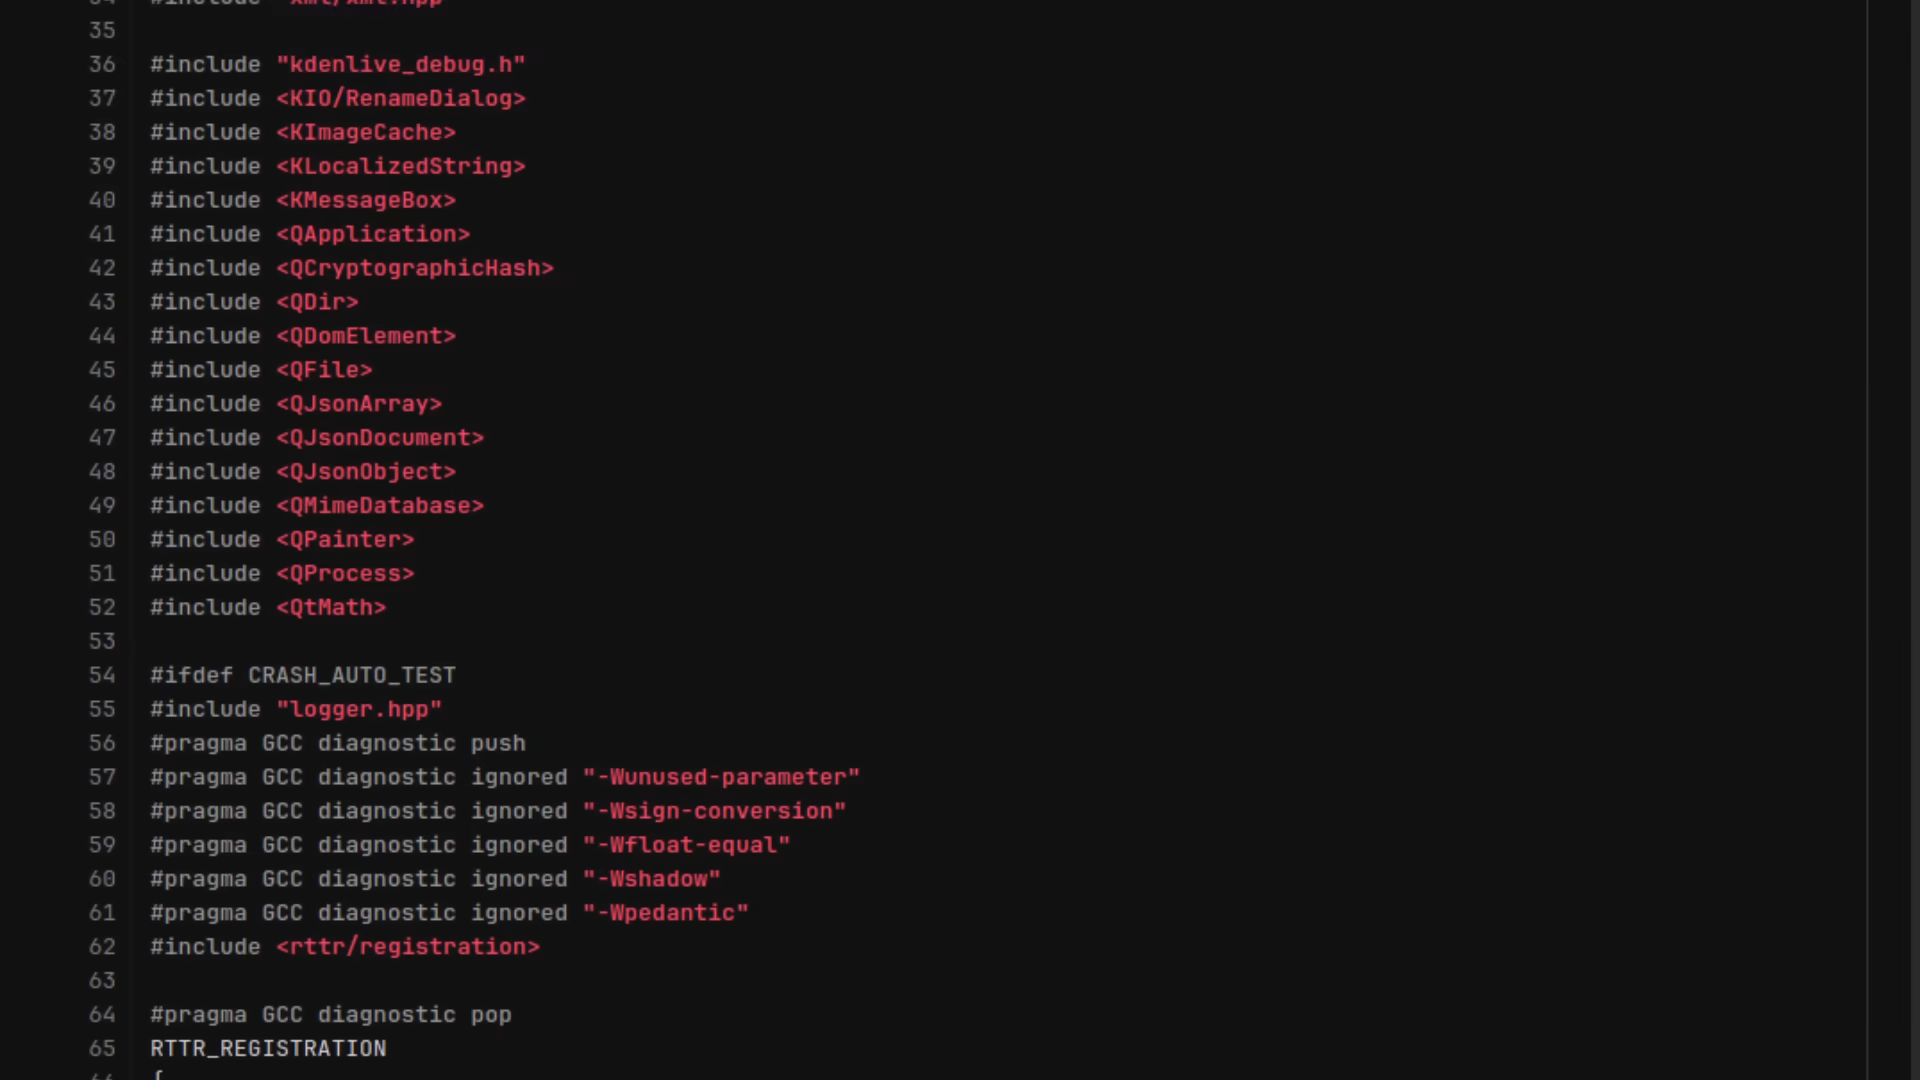 35
36 #include "kdenlive_debug.h"
37 #include <KIO/RenameDialog>
38 #include <KImageCache>
39 #include <KLocalizedString>
40 #include <KMessageBox>
41 #include <QApplication>
42 #include <QCryptographicHash>
43 #include <QDir>
44 #include <QDomElement>
45 #include <QFile>
46 #include <QJsonArray>
47 #include <QJsonDocument>
48 #include <QJsonObject>
49 #include <QMimeDatabase>
50 #include <QPainter>
51 #include <QProcess>
52 #include <QtMath>
53
54 #ifdef CRASH_AUTO_TEST
55 #include "logger.hpp"
56 #pragma GCC diagnostic push
57 #pragma GCC diagnostic ignored "-Wunused-parameter"
58 #pragma GCC diagnostic ignored "-Wsign-conversion"
59 #pragma GCC diagnostic ignored "-Wfloat-equal"
60 #pragma GCC diagnostic ignored "-Wshadow"
61 #pragma GCC diagnostic ignored "-Wpedantic"
62 #include <rttr/registration>
63
64 #pragma GCC diagnostic pop
65 RTTR_REGISTRATION